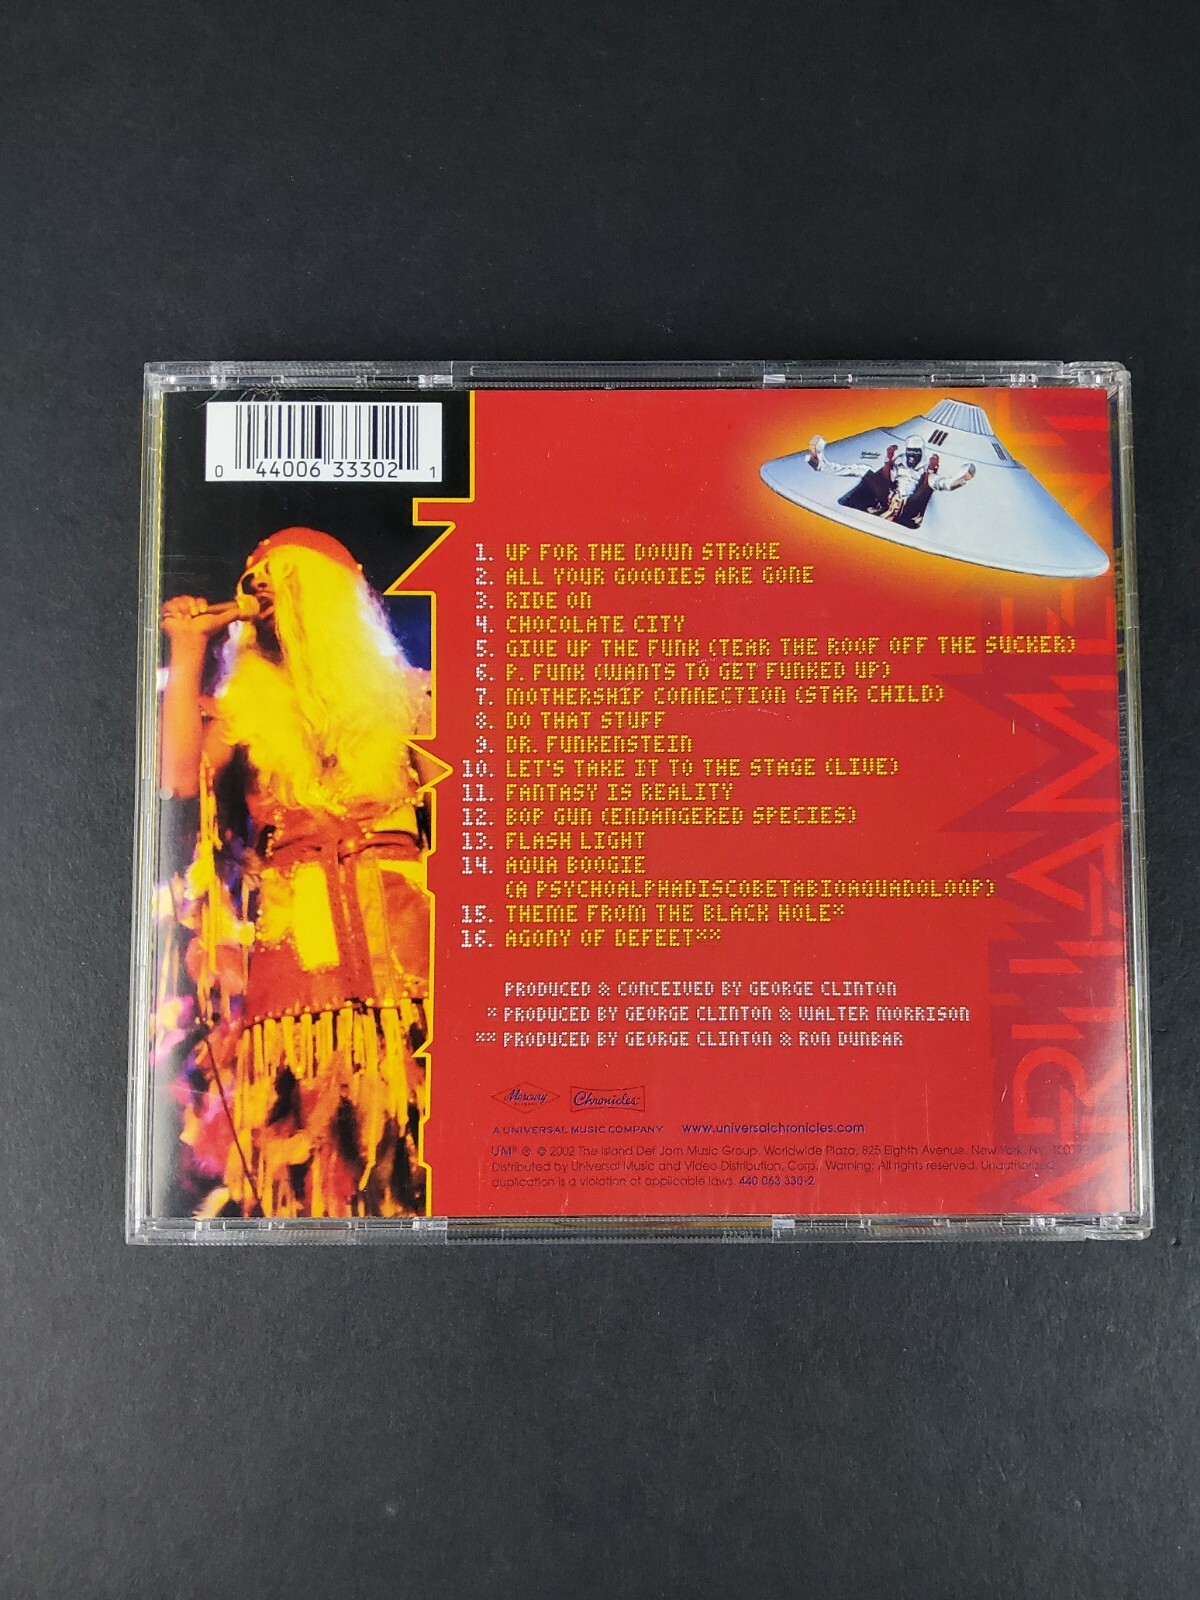 0 44006 33302 1
1. UP FOR THE DOWN STROKE
2. ALL YOUR GOODIES ARE GONE
3. RIDE ON
4. CHOCOLATE CITY
5. GIVE UP THE FUNK (TEAR THE ROOF OFF THE SUCKER)
6. P. FUNK (WANTS TO GET FUNKED UP)
7. MOTHERSHIP CONNECTION (STAR CHILD)
8. DO THAT STUFF
9. DR. FUNKENSTEIN
10. LET'S TAKE IT TO THE STAGE (LIVE)
11. FANTASY IS REALITY
12. BOP GUN (ENDANGERED SPECIES)
13. FLASH LIGHT
14. AQUA BOOGIE
(A PSYCHOALPHADISCOBETABIOAQUADOLOOP)
15. THEME FROM THE BLACK HOLE*
16. AGONY OF DEFEET**
PRODUCED & CONCEIVED BY GEORGE CLINTON
* PRODUCED BY GEORGE CLINTON & WALTER MORRISON
** PRODUCED BY GEORGE CLINTON & RON DUNBAR
Mercury Chronicles
A UNIVERSAL MUSIC COMPANY www.universalchronicles.com
℗ © 2002 The Island Def Jam Music Group, Worldwide Plaza, 825 Eighth Avenue, New York, NY
Distributed by Universal Music and Video Distribution, Corp. Warning: All rights reserved. Unauthorized
duplication is a violation of applicable laws. 440 063 330-2